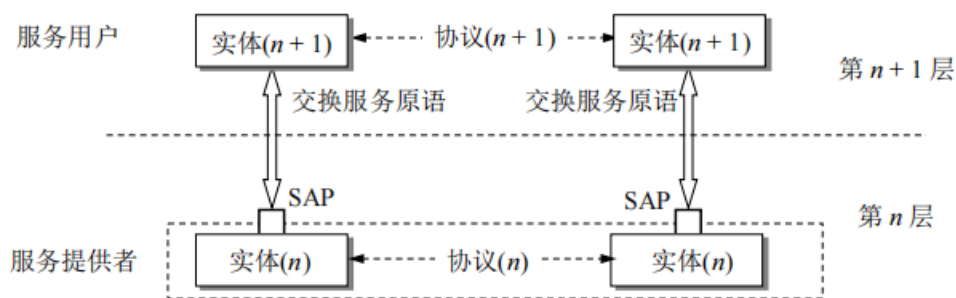 服务用户
实体(n + 1)
协议(n + 1)
实体(n + 1)
第 n + 1 层
交换服务原语
交换服务原语
SAP
SAP
第 n 层
服务提供者
实体(n)
协议(n)
实体(n)